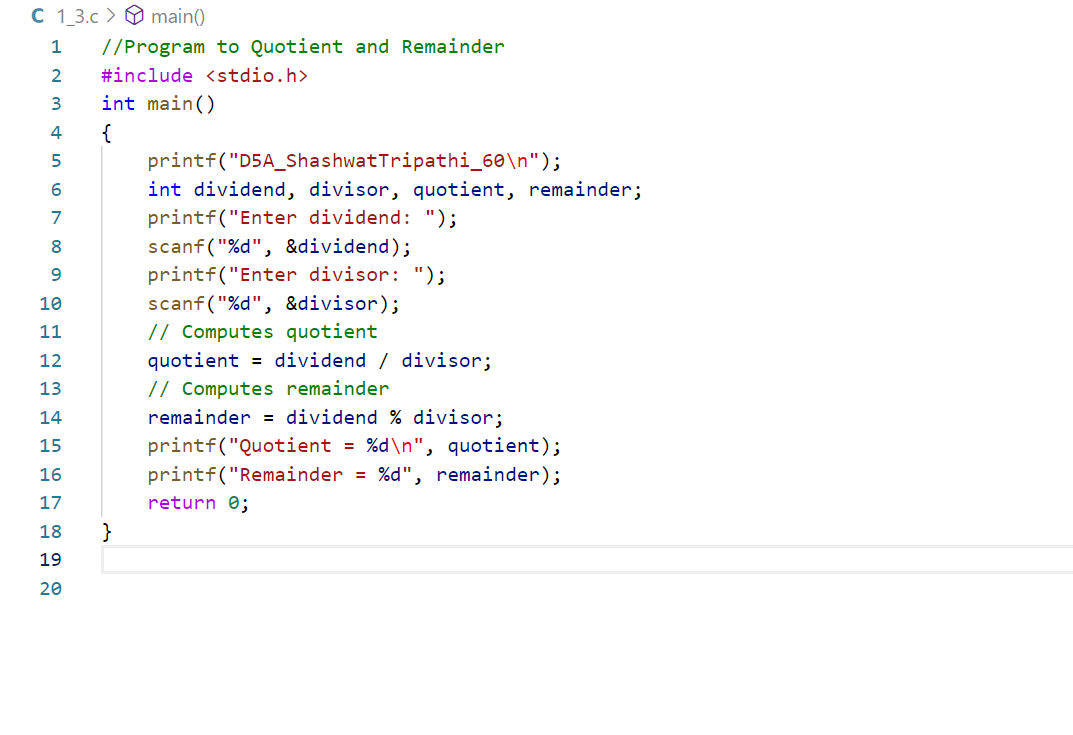 C 1_3.c > main()
1 //Program to Quotient and Remainder
2 #include <stdio.h>
3 int main()
4 {
5     printf("D5A_ShashwatTripathi_60\n");
6     int dividend, divisor, quotient, remainder;
7     printf("Enter dividend: ");
8     scanf("%d", &dividend);
9     printf("Enter divisor: ");
10     scanf("%d", &divisor);
11     // Computes quotient
12     quotient = dividend / divisor;
13     // Computes remainder
14     remainder = dividend % divisor;
15     printf("Quotient = %d\n", quotient);
16     printf("Remainder = %d", remainder);
17     return 0;
18 }
19
20